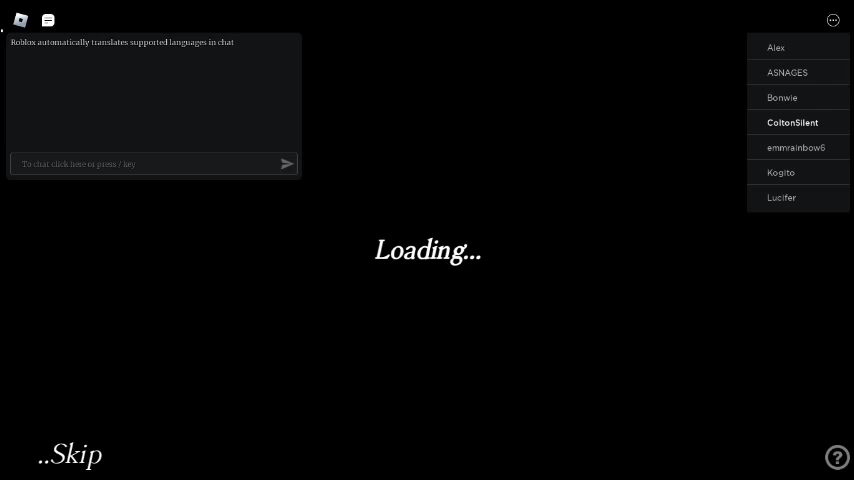 Roblox automatically translates supported languages in chat
To chat click here or press / key
Alex
ASNAGES
Bonwie
ColtonSilent
emmrainbow6
Kogito
Lucifer
Loading...
..Skip
?